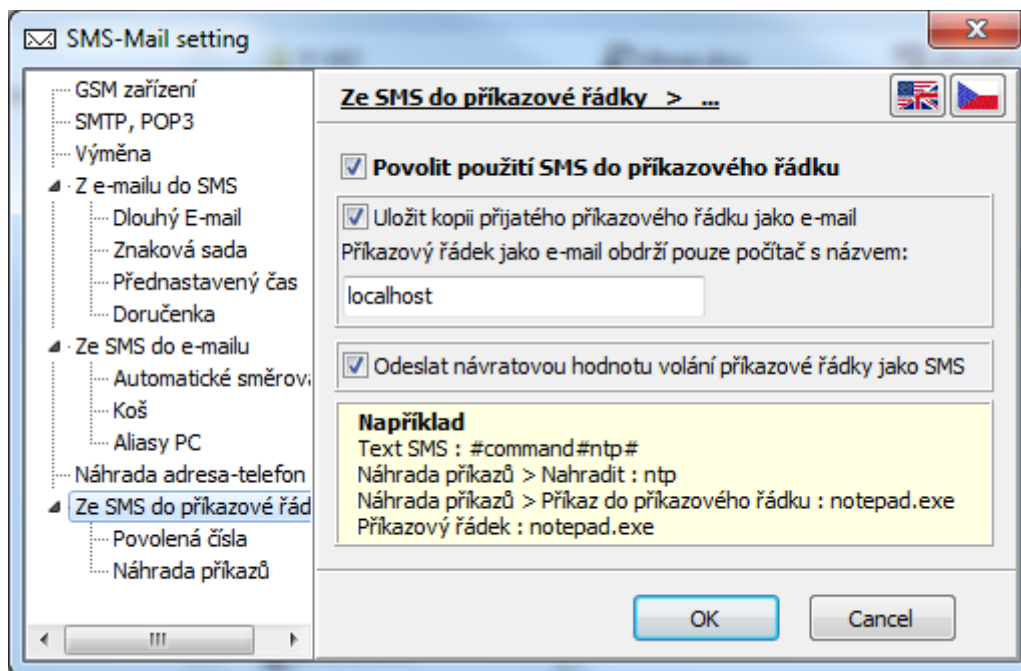 SMS-Mail setting
GSM zařízení
SMTP, POP3
Výměna
Z e-mailu do SMS
Dlouhý E-mail
Znaková sada
Přednastavený čas
Doručenka
Ze SMS do e-mailu
Automatické směrov
Koš
Aliasy PC
Náhrada adresa-telefon
Ze SMS do příkazové řád
Povolená čísla
Náhrada příkazů
Ze SMS do příkazové řádky > ...
Povolit použití SMS do příkazového řádku
Uložit kopii přijatého příkazového řádku jako e-mail
Příkazový řádek jako e-mail obdrží pouze počítač s názvem:
localhost
Odeslat návratovou hodnotu volání příkazové řádky jako SMS
Například
Text SMS : #command#ntp#
Náhrada příkazů > Nahradit : ntp
Náhrada příkazů > Příkaz do příkazového řádku : notepad.exe
Příkazový řádek : notepad.exe
OK
Cancel